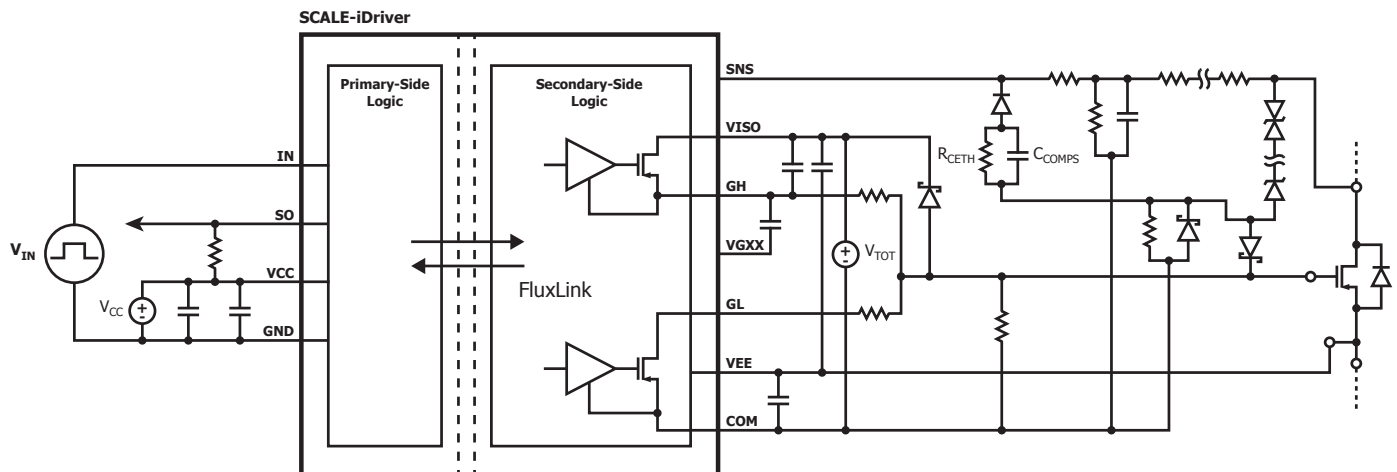 SCALE-iDriver
Primary-Side
Logic
Secondary-Side
Logic
SNS
VISO
IN
R_CETH
C_COMPS
GH
SO
V_IN
VGXX
V_TOT
VCC
FluxLink
V_CC
GL
GND
VEE
COM
+
-
+
-